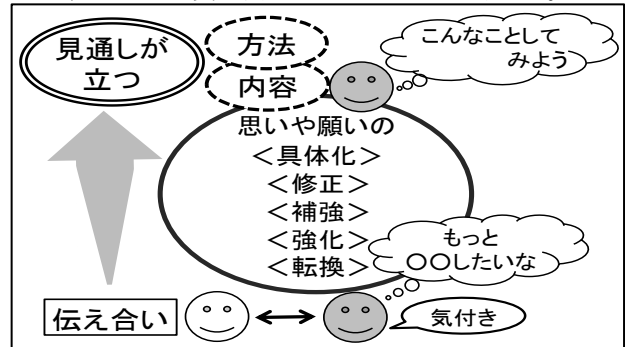 見通しが
立つ
方法
内容
こんなことして
みよう
思いや願いの
＜具体化＞
＜修正＞
＜補強＞
＜強化＞
＜転換＞
もっと
○○したいな
伝え合い
気付き